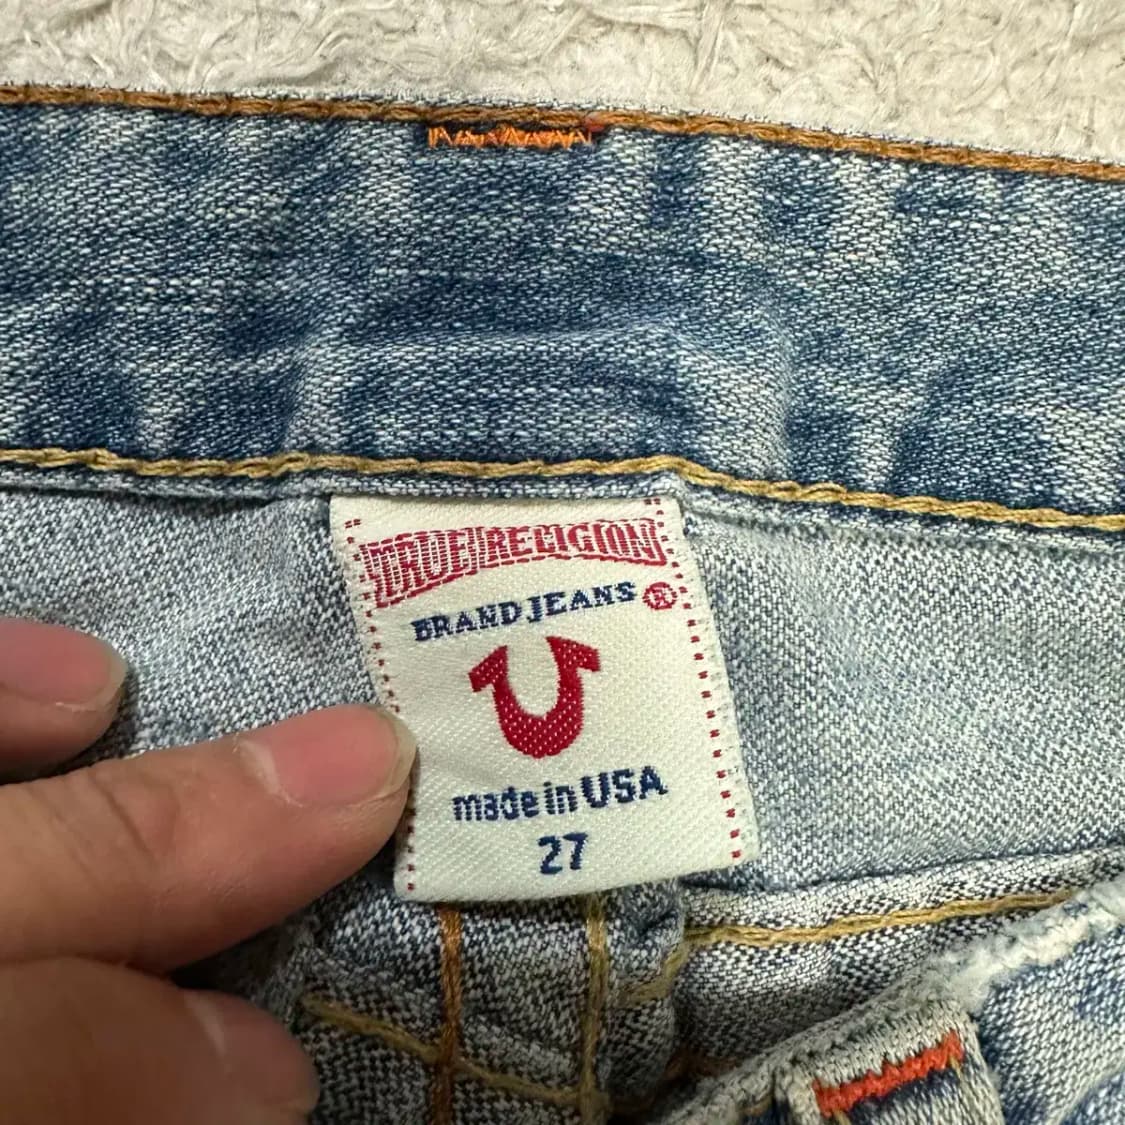 TRUE RELIGION
BRAND JEANS ®
made in USA
27